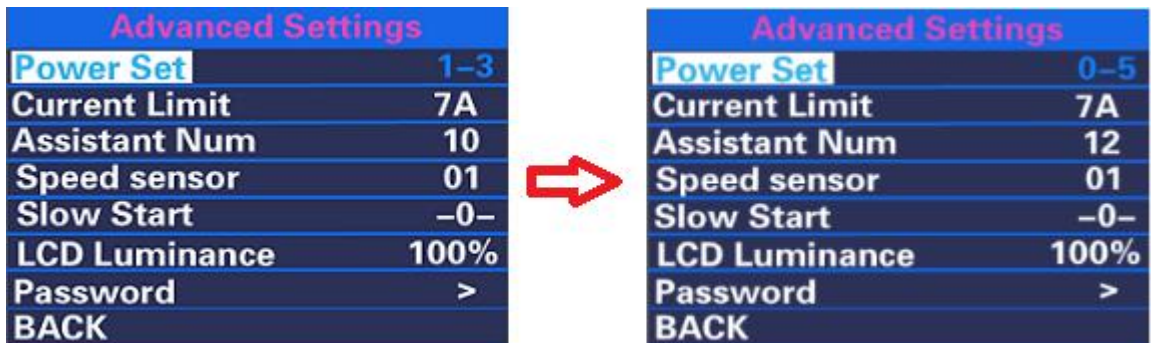 Advanced Settings
Power Set 1–3
Current Limit 7A
Assistant Num 10
Speed sensor 01
Slow Start –0–
LCD Luminance 100%
Password >
BACK
Advanced Settings
Power Set 0–5
Current Limit 7A
Assistant Num 12
Speed sensor 01
Slow Start –0–
LCD Luminance 100%
Password >
BACK